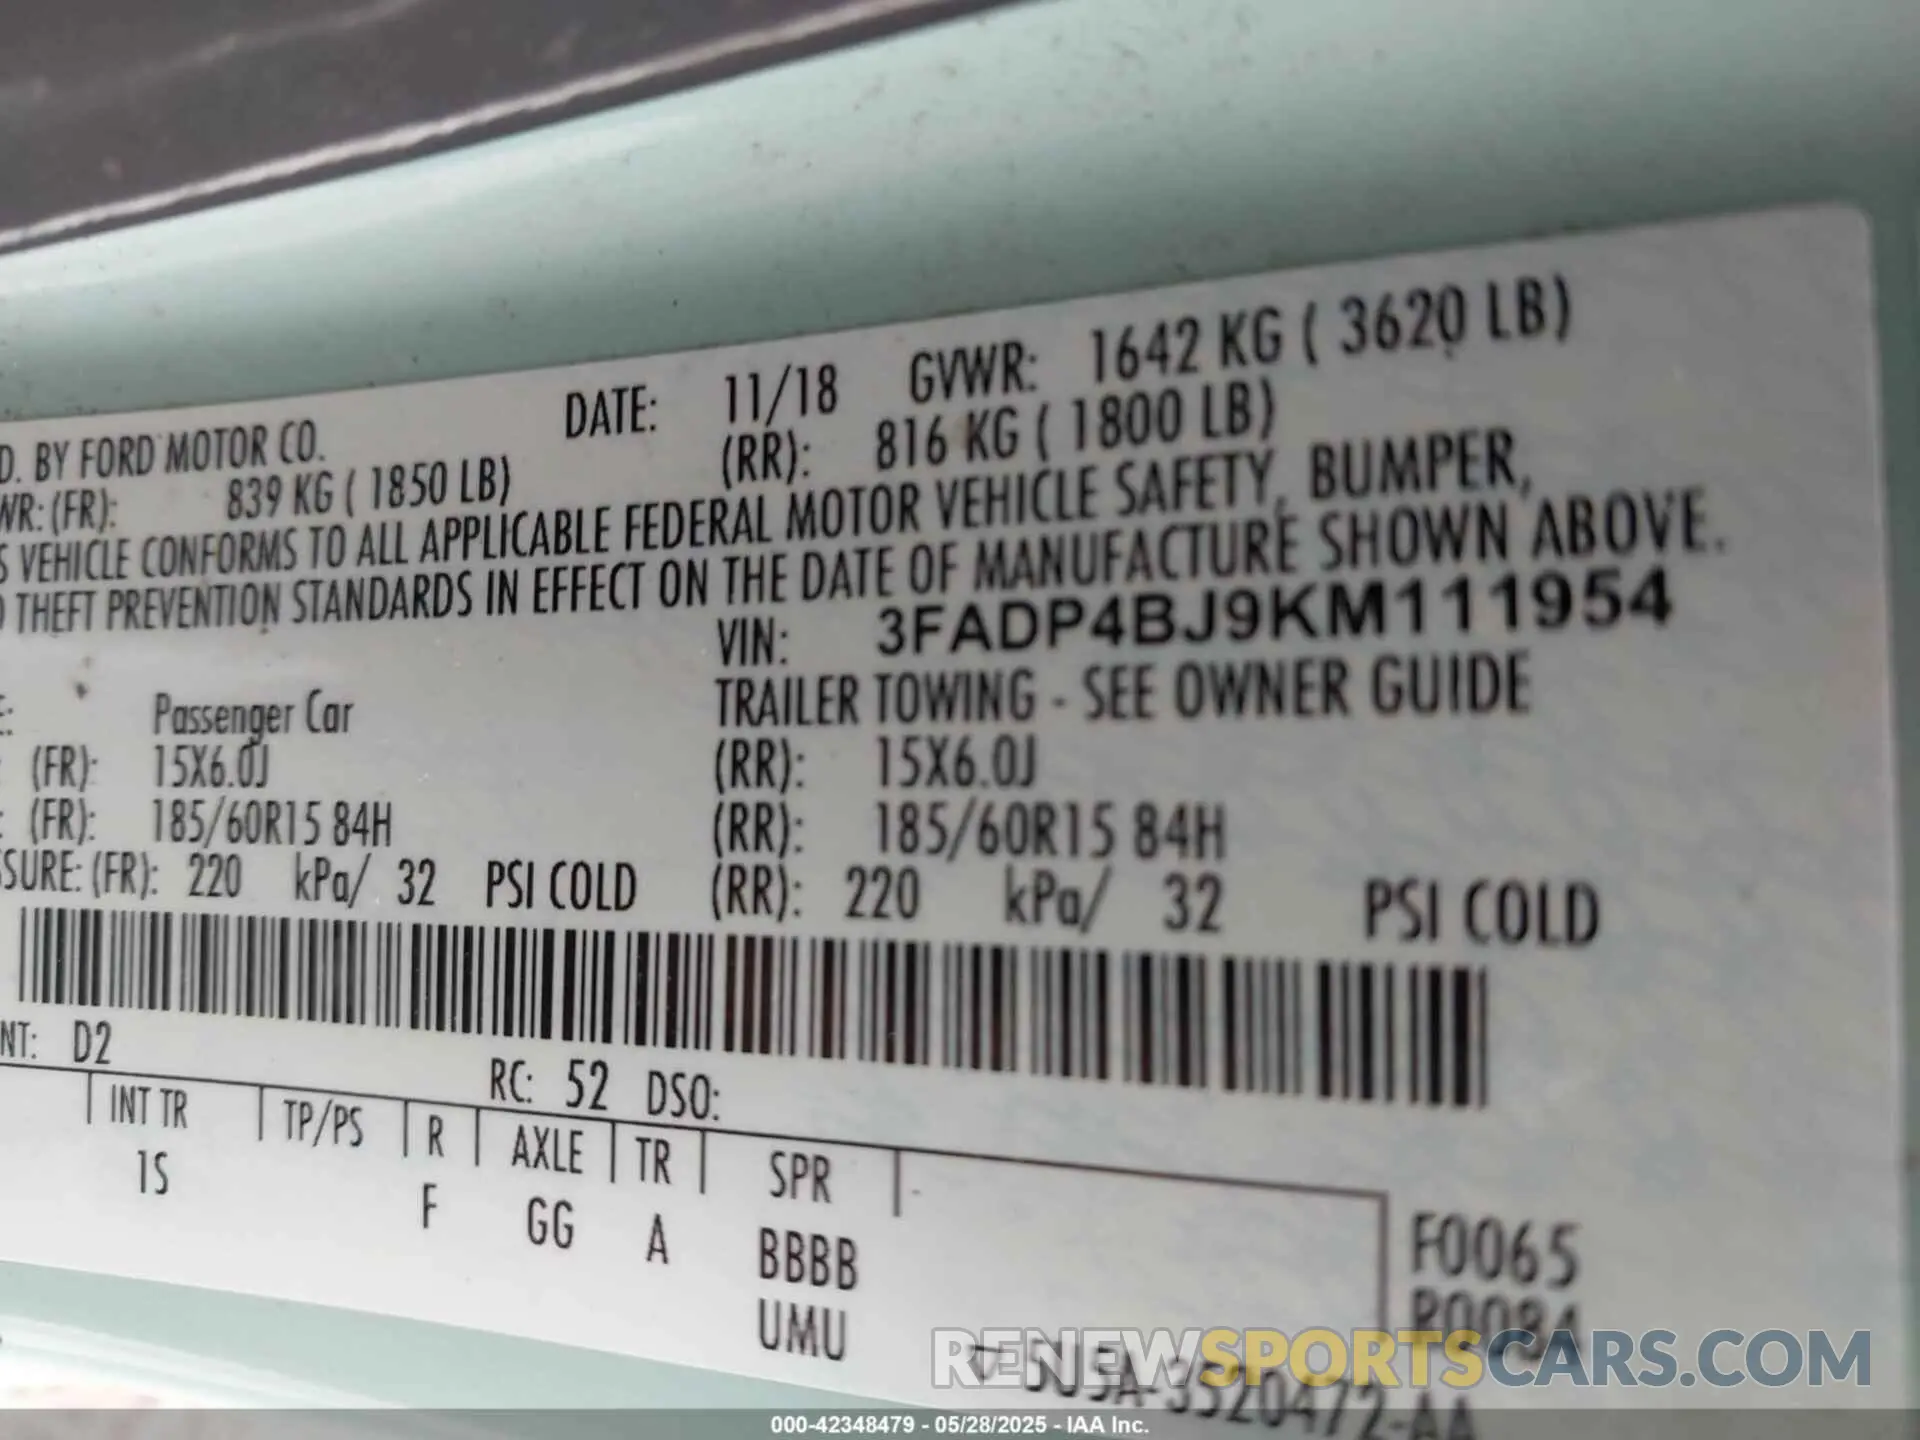 D. BY FORD MOTOR CO. DATE: 11/18 GVWR: 1642 KG ( 3620 LB)
WR: (FR): 839 KG ( 1850 LB) (RR): 816 KG ( 1800 LB)
S VEHICLE CONFORMS TO ALL APPLICABLE FEDERAL MOTOR VEHICLE SAFETY, BUMPER,
D THEFT PREVENTION STANDARDS IN EFFECT ON THE DATE OF MANUFACTURE SHOWN ABOVE.
VIN: 3FADP4BJ9KM111954
E: Passenger Car TRAILER TOWING - SEE OWNER GUIDE
(FR): 15X6.0J (RR): 15X6.0J
(FR): 185/60R15 84H (RR): 185/60R15 84H
SSURE: (FR): 220 kPa/ 32 PSI COLD (RR): 220 kPa/ 32 PSI COLD
NT: D2 RC: 52 DSO:
INT TR TP/PS R AXLE TR SPR
1S F GG A BBBB F0065
UMU R0084
5U5A-3520472-AA
RENEWSPORTSCARS.COM
000-42348479 - 05/28/2025 - IAA Inc.